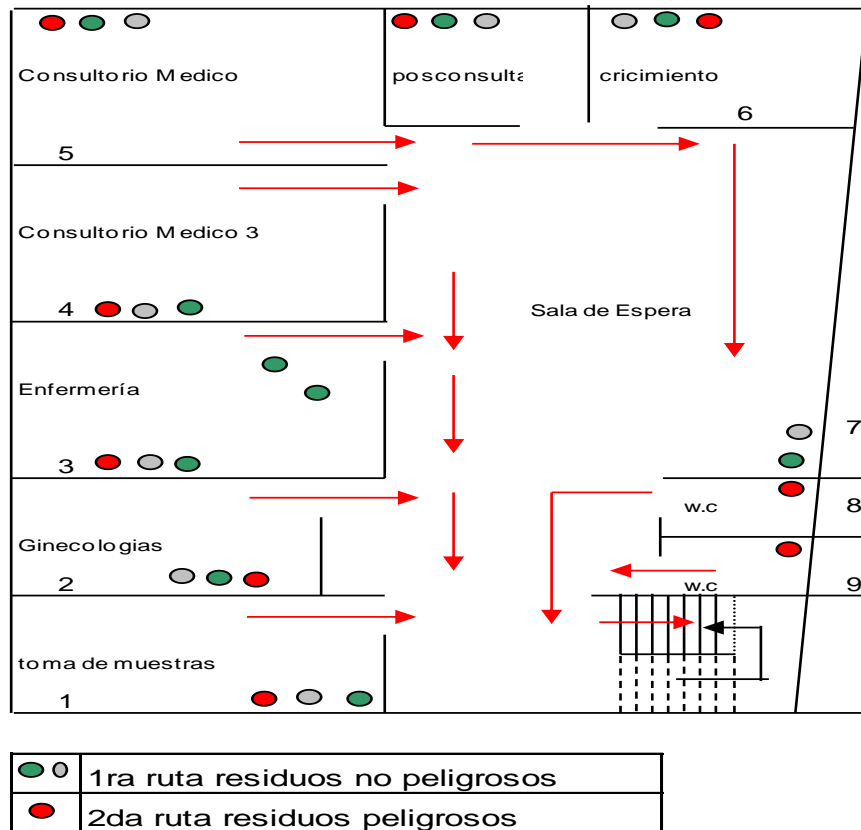 Consultorio Medico
posconsulta
cricimiento
6
5
Consultorio Medico 3
4
Sala de Espera
Enfermería
3
7
w.c
8
Ginecologias
2
w.c
9
toma de muestras
1
1ra ruta residuos no peligrosos
2da ruta residuos peligrosos